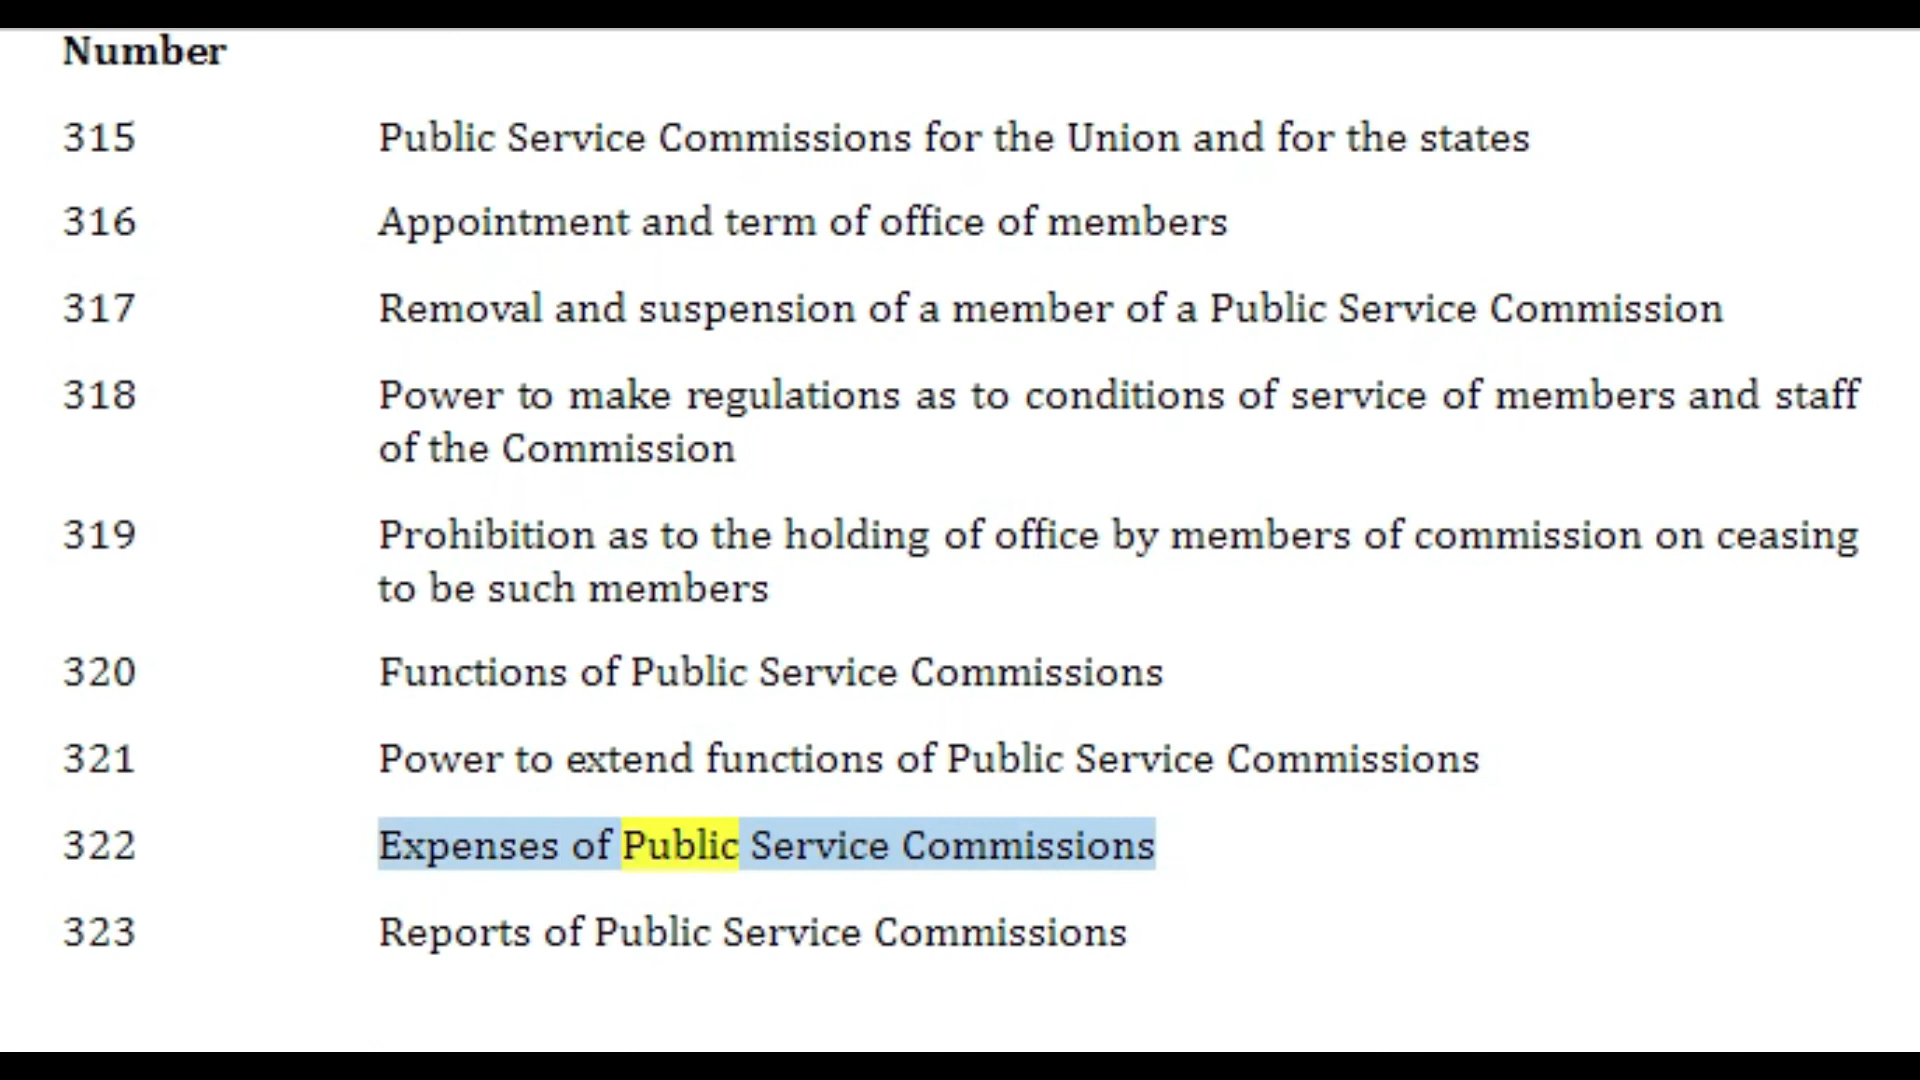 Number
315 Public Service Commissions for the Union and for the states
316 Appointment and term of office of members
317 Removal and suspension of a member of a Public Service Commission
318 Power to make regulations as to conditions of service of members and staff
of the Commission
319 Prohibition as to the holding of office by members of commission on ceasing
to be such members
320 Functions of Public Service Commissions
321 Power to extend functions of Public Service Commissions
322 Expenses of Public Service Commissions
323 Reports of Public Service Commissions